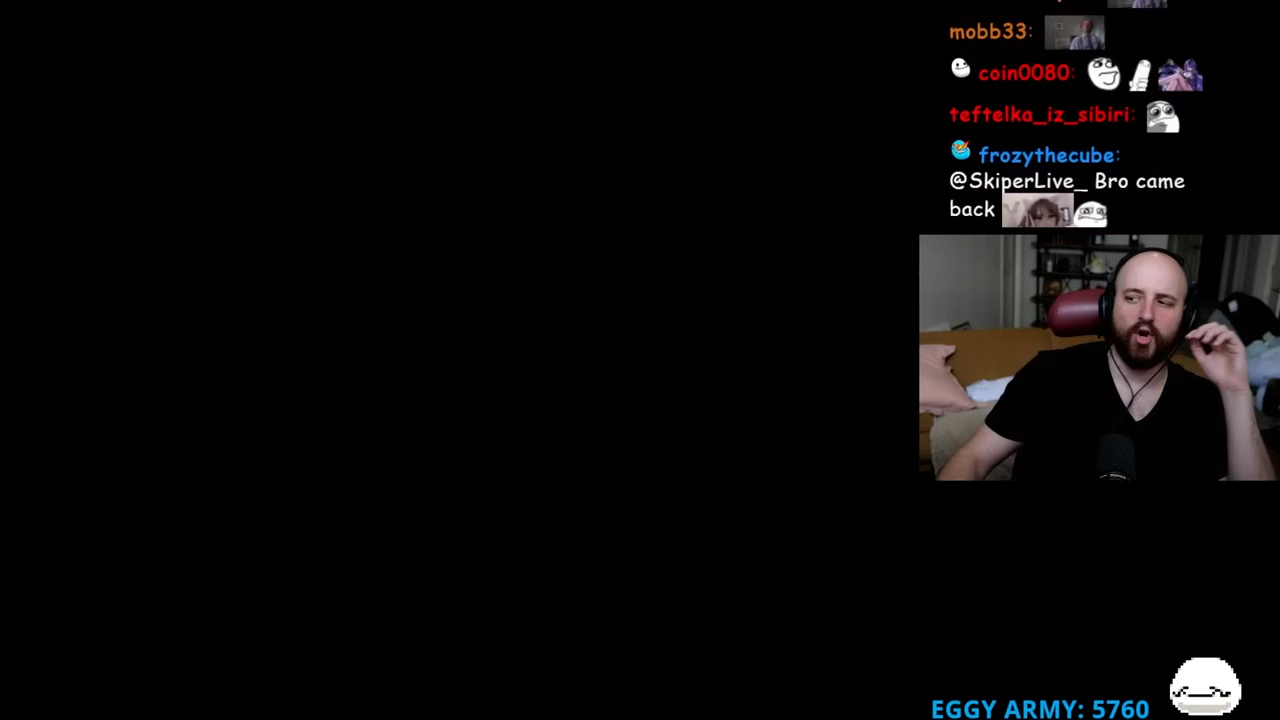 mobb33:
coin0080:
teftelka_iz_sibiri:
frozythecube:
@SkiperLive_ Bro came
back
EGGY ARMY: 5760